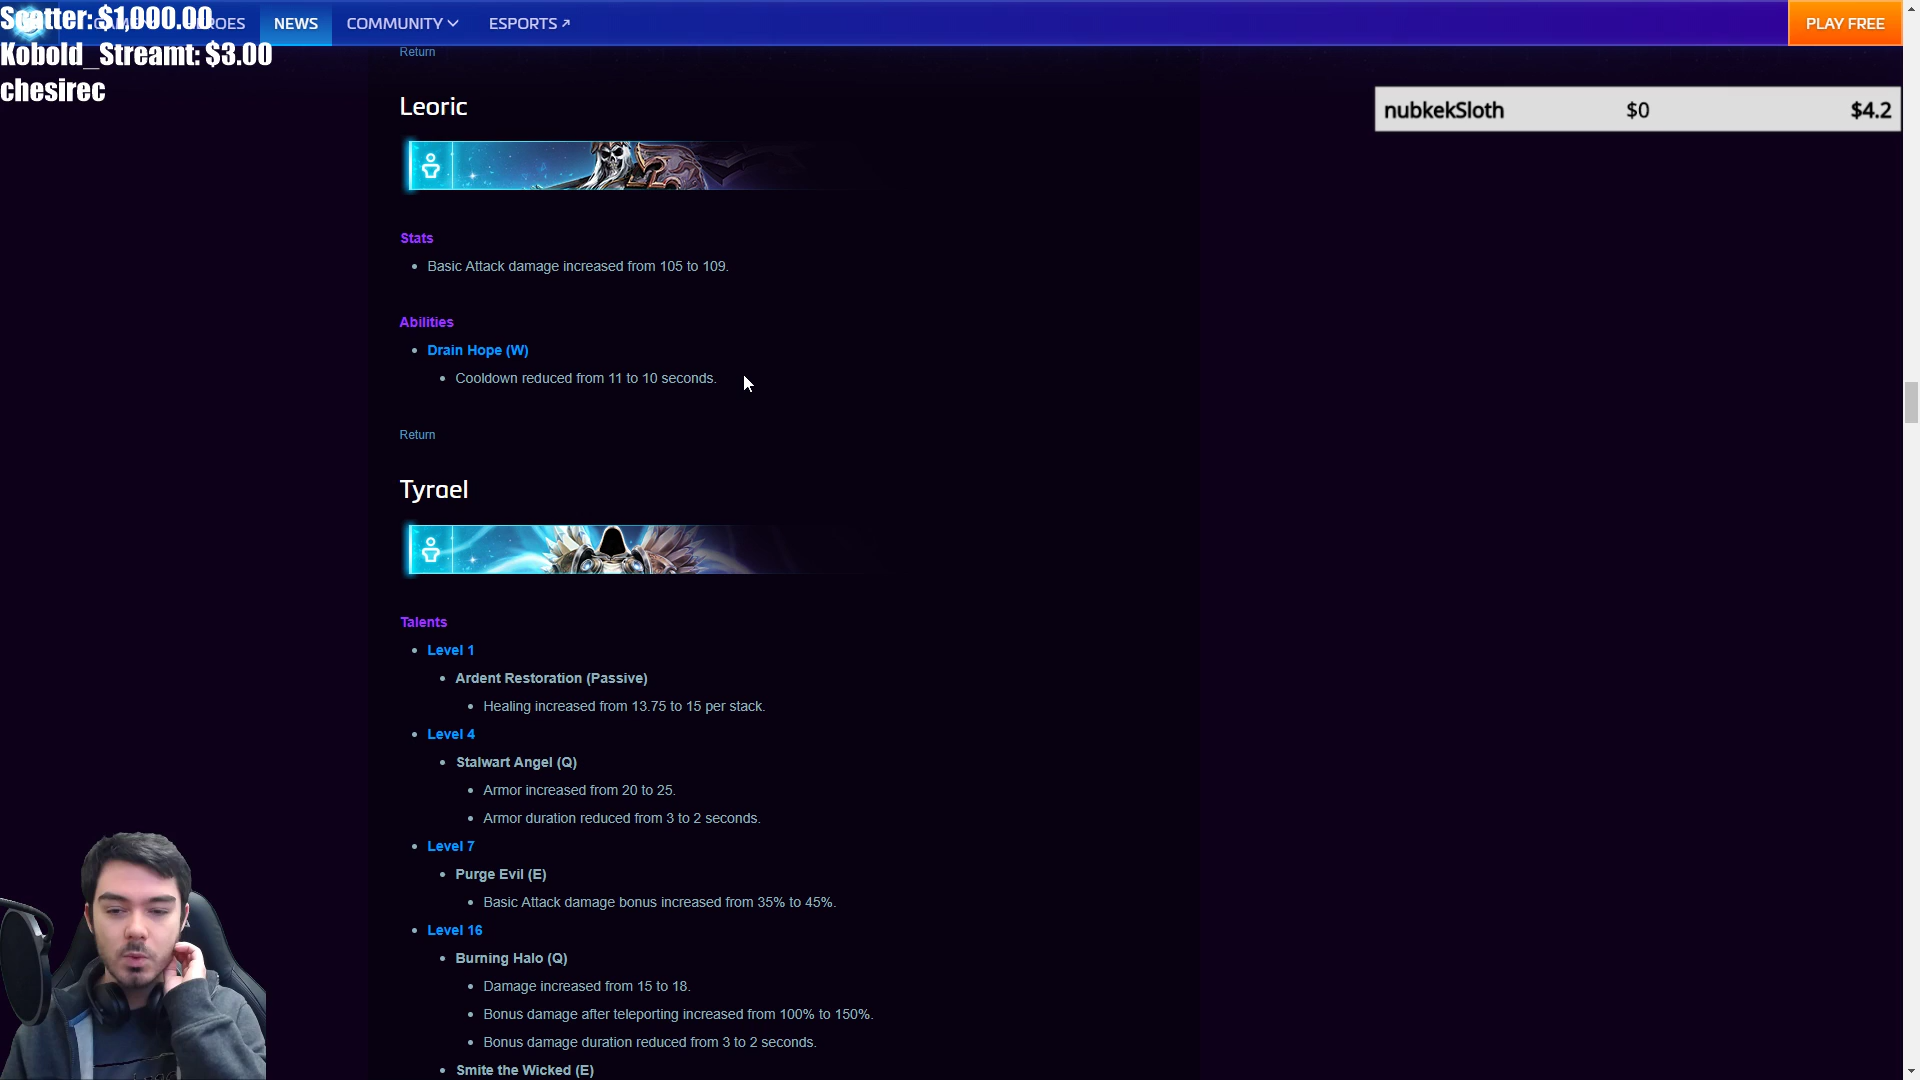 Scatter: $1,000.00
Kobold_Streamt: $3.00
chesirec
NEWS
COMMUNITY
ESPORTS
PLAY FREE
nubkekSloth $0 $4.2
Return
Leoric
Stats
Basic Attack damage increased from 105 to 109.
Abilities
Drain Hope (W)
Cooldown reduced from 11 to 10 seconds.
Return
Tyrael
Talents
Level 1
Ardent Restoration (Passive)
Healing increased from 13.75 to 15 per stack.
Level 4
Stalwart Angel (Q)
Armor increased from 20 to 25.
Armor duration reduced from 3 to 2 seconds.
Level 7
Purge Evil (E)
Basic Attack damage bonus increased from 35% to 45%.
Level 16
Burning Halo (Q)
Damage increased from 15 to 18.
Bonus damage after teleporting increased from 100% to 150%.
Bonus damage duration reduced from 3 to 2 seconds.
Smite the Wicked (E)